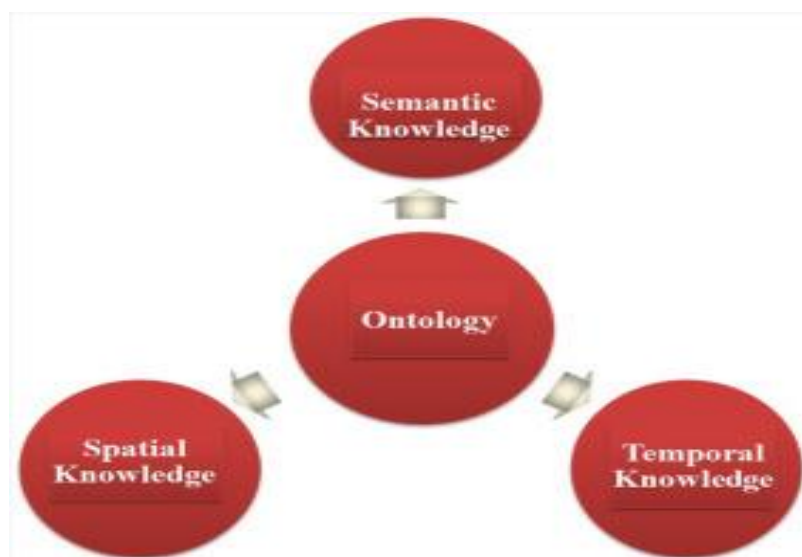 Semantic
Knowledge
Ontology
Spatial
Knowledge
Temporal
Knowledge